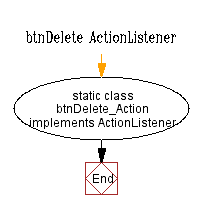 btnDelete ActionListener
static class
btnDelete_Action
implements ActionListener
End